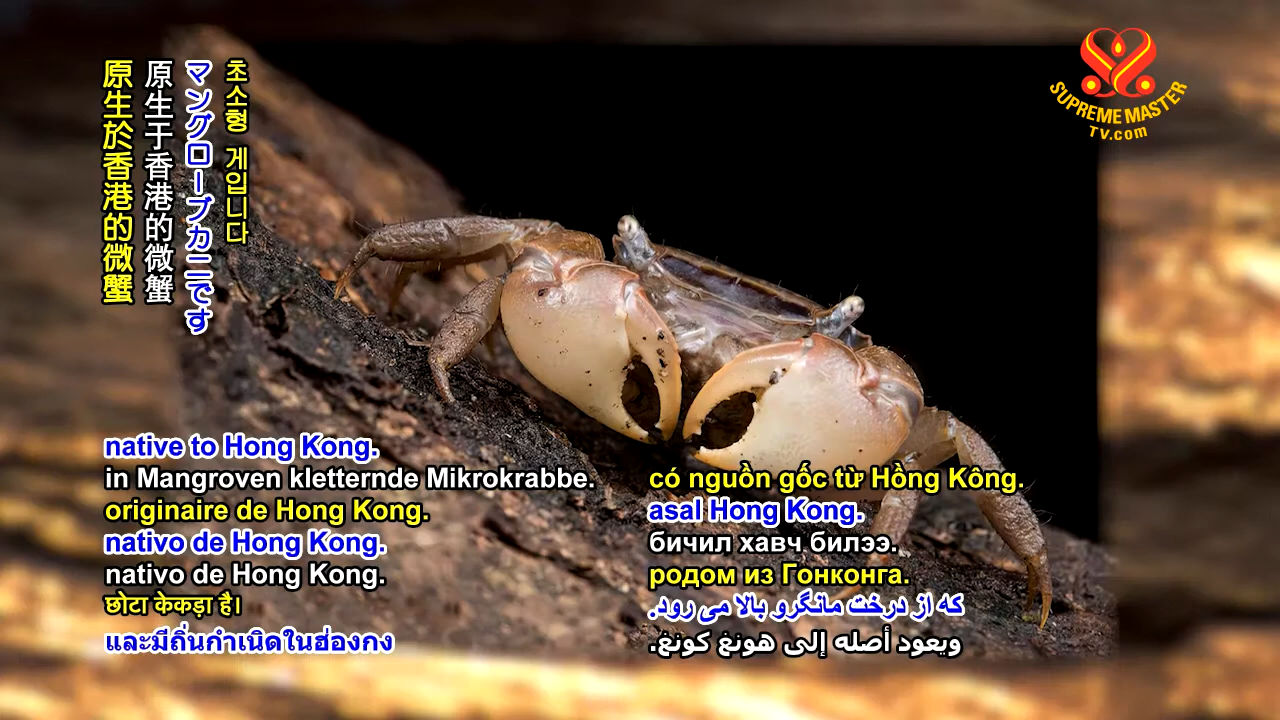 原生於香港的微蟹
原生于香港的微蟹
マングローブカニです
초소형 게입니다
SUPREME MASTER
TV.com
native to Hong Kong.
in Mangroven kletternde Mikrokrabbe.
originaire de Hong Kong.
nativo de Hong Kong.
nativo de Hong Kong.
छोटा केकड़ा है।
และมีถิ่นกำเนิดในฮ่องกง
có nguồn gốc từ Hồng Kông.
asal Hong Kong.
бичил хавч билээ.
родом из Гонконга.
که از درخت مانگرو بالا می رود.
ويعود أصله إلى هونغ كونغ.